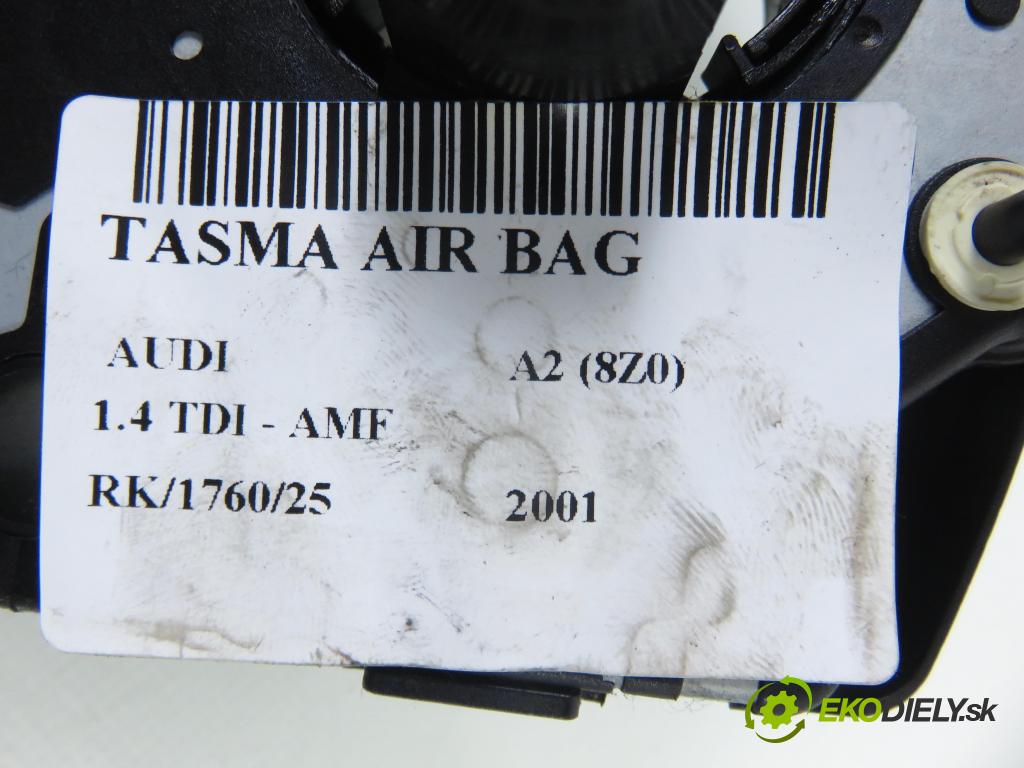 TASMA AIR BAG
AUDI A2 (8Z0)
1.4 TDI - AMF
RK/1760/25 2001
EKODIELY.sk